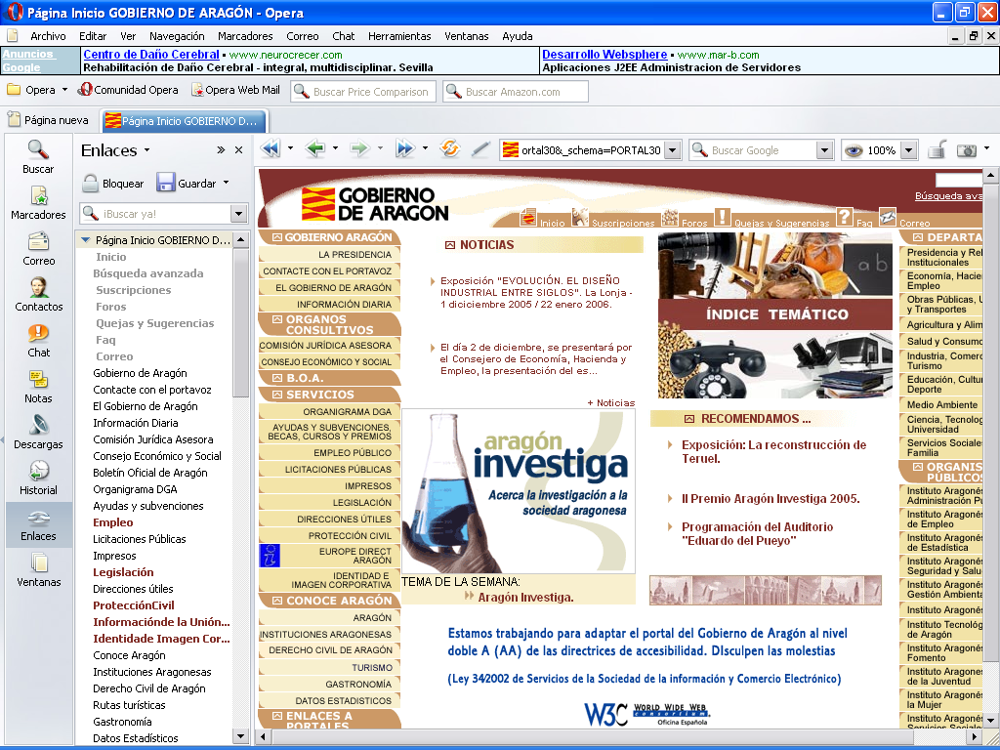 Página Inicio GOBIERNO DE ARAGÓN - Opera
Archivo Editar Ver Navegación Marcadores Correo Chat Herramientas Ventanas Ayuda
Anuncios Google
Centro de Daño Cerebral • www.neurocrecer.com
Rehabilitación de Daño Cerebral - integral, multidisciplinar. Sevilla
Desarrollo Websphere • www.mar-b.com
Aplicaciones J2EE Administracion de Servidores
Opera Comunidad Opera Opera Web Mail Buscar Price Comparison Buscar Amazon.com
Página nueva Página Inicio GOBIERNO D...
Buscar
Marcadores
Correo
Contactos
Chat
Notas
Descargas
Historial
Enlaces
Ventanas
Enlaces
Bloquear Guardar
¡Buscar ya!
Página Inicio GOBIERNO D...
Inicio
Búsqueda avanzada
Suscripciones
Foros
Quejas y Sugerencias
Faq
Correo
Gobierno de Aragón
Contacte con el portavoz
El Gobierno de Aragón
Información Diaria
Comisión Jurídica Asesora
Consejo Económico y Social
Boletín Oficial de Aragón
Organigrama DGA
Ayudas y subvenciones
Empleo
Licitaciones Públicas
Impresos
Legislación
Direcciones útiles
ProtecciónCivil
Informaciónde la Unión...
Identidade Imagen Cor...
Conoce Aragón
Instituciones Aragonesas
Derecho Civil de Aragón
Rutas turísticas
Gastronomía
Datos Estadísticos
ortal30&_schema=PORTAL30
Buscar Google
100%
GOBIERNO
DE ARAGON
Búsqueda ava
Inicio Suscripciones Foros Quejas y Sugerencias Faq Correo
GOBIERNO ARAGÓN
LA PRESIDENCIA
CONTACTE CON EL PORTAVOZ
EL GOBIERNO DE ARAGÓN
INFORMACIÓN DIARIA
ORGANOS
CONSULTIVOS
COMISIÓN JURÍDICA ASESORA
CONSEJO ECONÓMICO Y SOCIAL
B.O.A.
SERVICIOS
ORGANIGRAMA DGA
AYUDAS Y SUBVENCIONES,
BECAS, CURSOS Y PREMIOS
EMPLEO PÚBLICO
LICITACIONES PÚBLICAS
IMPRESOS
LEGISLACIÓN
DIRECCIONES ÚTILES
PROTECCIÓN CIVIL
EUROPE DIRECT
ARAGÓN
IDENTIDAD E
IMAGEN CORPORATIVA
CONOCE ARAGÓN
ARAGÓN
INSTITUCIONES ARAGONESAS
DERECHO CIVIL DE ARAGÓN
TURISMO
GASTRONOMÍA
DATOS ESTADISTICOS
ENLACES A
PORTALES
NOTICIAS
Exposición "EVOLUCIÓN. EL DISEÑO
INDUSTRIAL ENTRE SIGLOS". La Lonja -
1 diciciembre 2005 / 22 enero 2006.
El día 2 de diciembre, se presentará por
el Consejero de Economía, Hacienda y
Empleo, la presentación del es...
+ Noticias
aragón
investiga
Acerca la investigación a la
sociedad aragonesa
TEMA DE LA SEMANA:
Aragón Investiga.
a b
ÍNDICE TEMÁTICO
RECOMENDAMOS ...
Exposición: La reconstrucción de
Teruel.
II Premio Aragón Investiga 2005.
Programación del Auditorio
"Eduardo del Pueyo"
Estamos trabajando para adaptar el portal del Gobierno de Aragón al nivel
doble A (AA) de las directrices de accesibilidad. DIsculpen las molestias
(Ley 34/2002 de Servicios de la Sociedad de la información y Comercio Electrónico)
W3C WORLD WIDE WEB
consortium
Oficina Española
DEPARTA
Presidencia y Rel
Institucionales
Economía, Hacien
Empleo
Obras Públicas, U
y Transportes
Agricultura y Alim
Salud y Consumo
Industria, Comerc
Turismo
Educación, Cultur
Deporte
Medio Ambiente
Ciencia, Tecnolog
Universidad
Servicios Sociales
Familia
ORGANIS
PÚBLICOS
Instituto Aragonés
Administración Pú
Instituto Aragonés
de Empleo
Instituto Aragonés
de Estadística
Instituto Aragonés
Seguridad y Salu
Instituto Aragonés
Gestión Ambienta
Instituto Aragonés
Instituto Tecnológ
de Aragón
Instituto Aragonés
Fomento
Instituto Aragonés
de la Juventud
Instituto Aragonés
la Mujer
Instituto Aragonés
Servicios Sociales